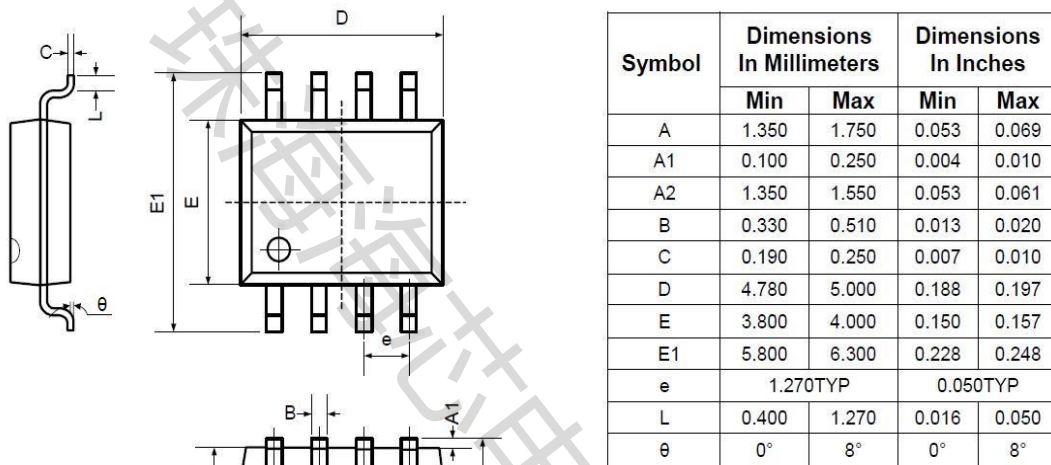 D
C
L
E1
E
θ
e
B
A1
珠海芯电
Symbol Dimensions In Millimeters Dimensions In Inches
Min Max Min Max
A 1.350 1.750 0.053 0.069
A1 0.100 0.250 0.004 0.010
A2 1.350 1.550 0.053 0.061
B 0.330 0.510 0.013 0.020
C 0.190 0.250 0.007 0.010
D 4.780 5.000 0.188 0.197
E 3.800 4.000 0.150 0.157
E1 5.800 6.300 0.228 0.248
e 1.270TYP 0.050TYP
L 0.400 1.270 0.016 0.050
θ 0° 8° 0° 8°